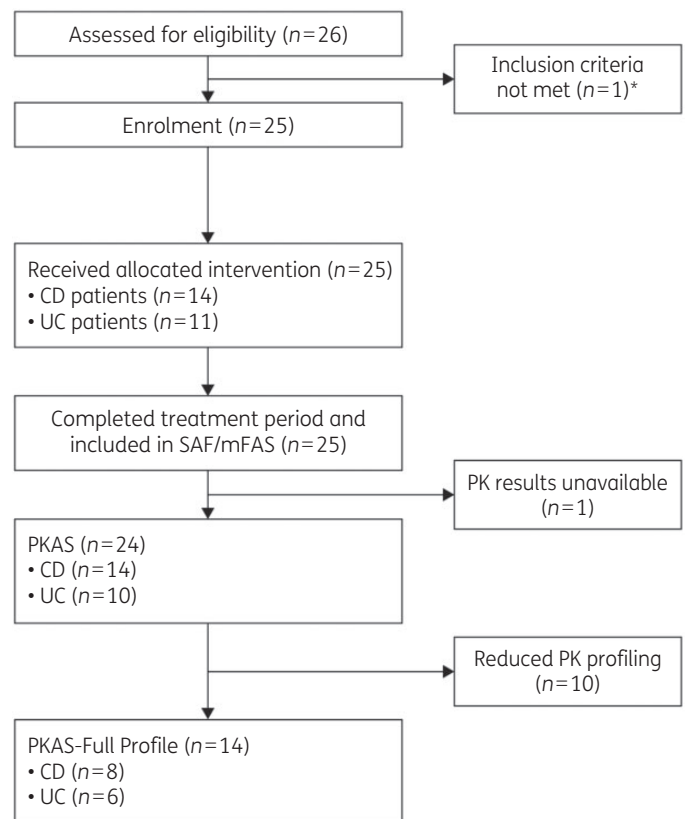 Assessed for eligibility (n=26)
Inclusion criteria
not met (n=1)*
Enrolment (n=25)
Received allocated intervention (n=25)
• CD patients (n=14)
• UC patients (n=11)
Completed treatment period and
included in SAF/mFAS (n=25)
PK results unavailable
(n=1)
PKAS (n=24)
• CD (n=14)
• UC (n=10)
Reduced PK profiling
(n=10)
PKAS-Full Profile (n=14)
• CD (n=8)
• UC (n=6)